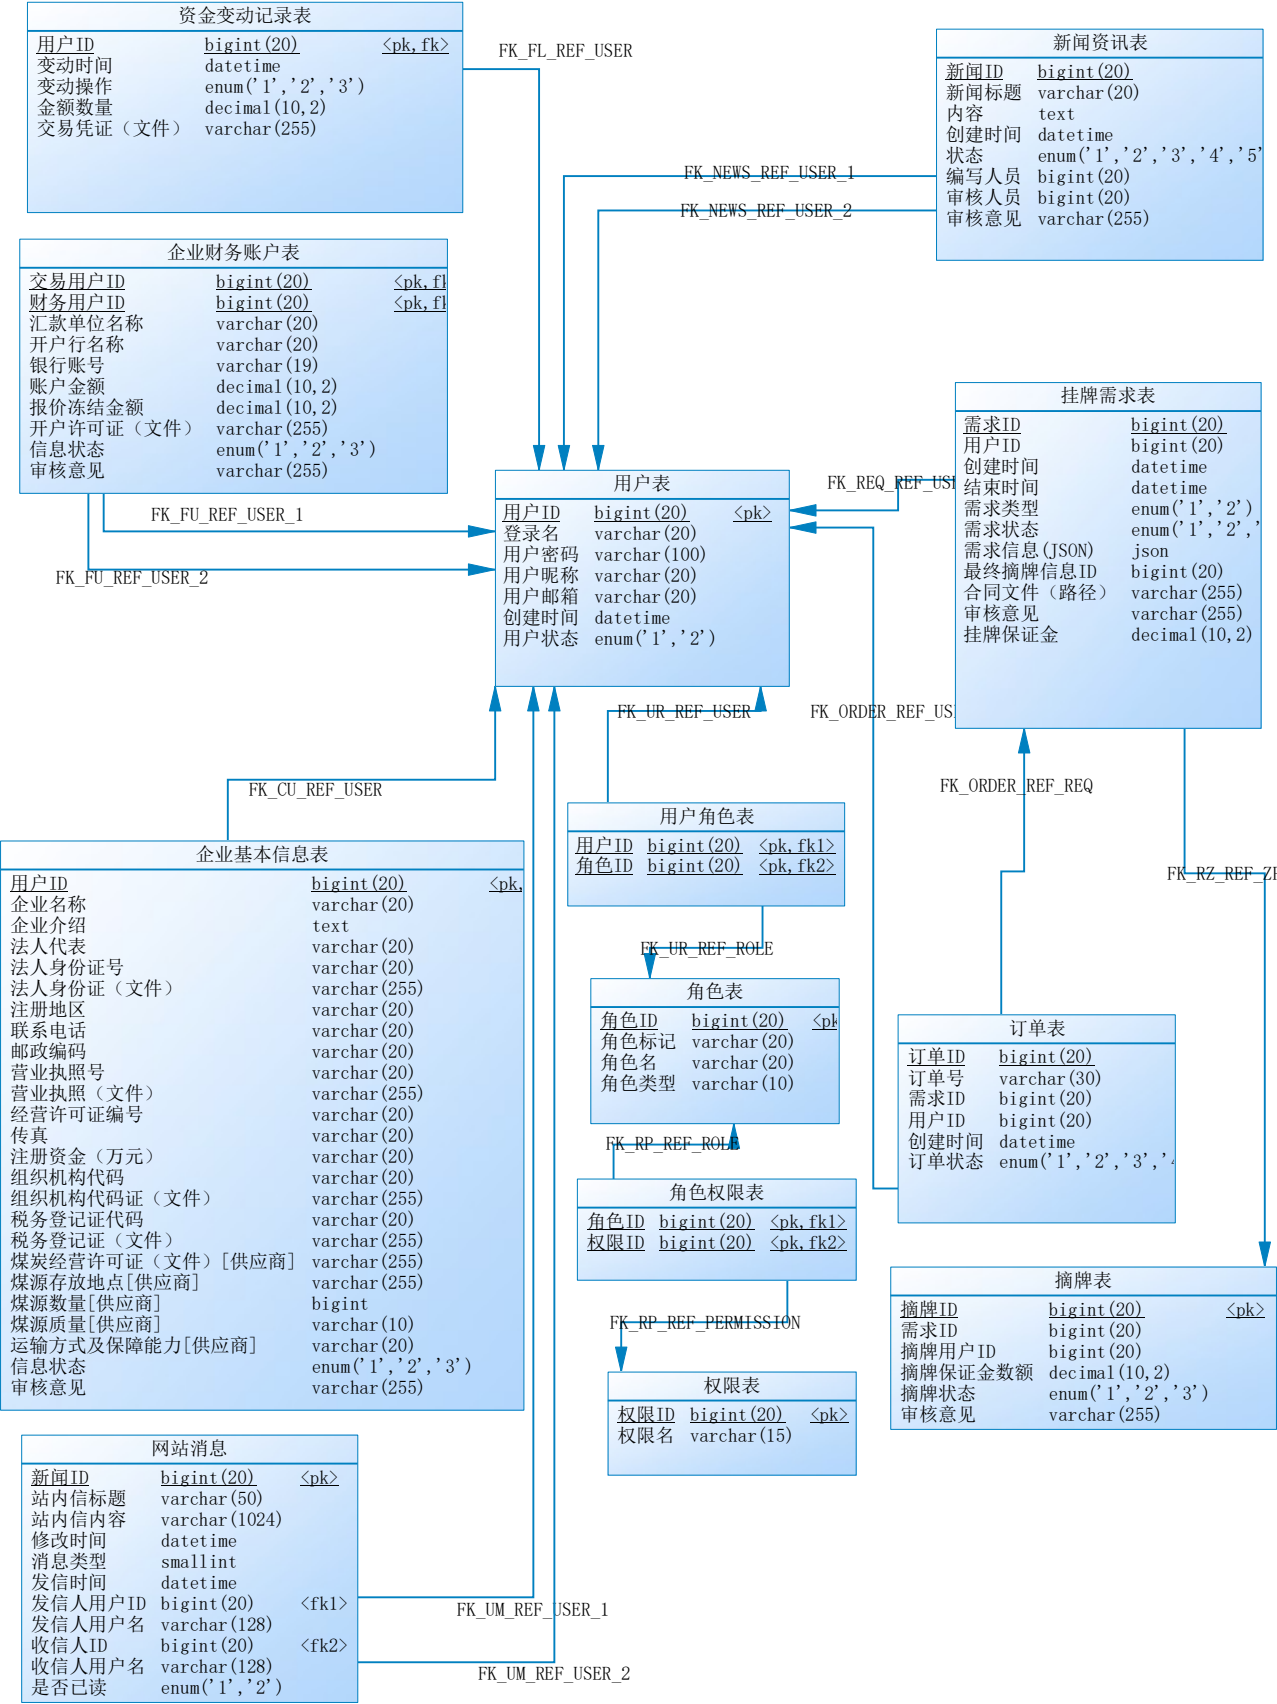 资金变动记录表
用户ID bigint(20) <pk,fk>
变动时间 datetime
变动操作 enum('1','2','3')
金额数量 decimal(10,2)
交易凭证（文件） varchar(255)
FK_FL_REF_USER
新闻资讯表
新闻ID bigint(20)
新闻标题 varchar(20)
内容 text
创建时间 datetime
状态 enum('1','2','3','4','5'
编写人员 bigint(20)
审核人员 bigint(20)
审核意见 varchar(255)
FK_NEWS_REF_USER_1
FK_NEWS_REF_USER_2
企业财务账户表
交易用户ID bigint(20) <pk,fk
财务用户ID bigint(20) <pk,fk
汇款单位名称 varchar(20)
开户行名称 varchar(20)
银行账号 varchar(19)
账户金额 decimal(10,2)
报价冻结金额 decimal(10,2)
开户许可证（文件） varchar(255)
信息状态 enum('1','2','3')
审核意见 varchar(255)
FK_FU_REF_USER_1
FK_FU_REF_USER_2
用户表
用户ID bigint(20) <pk>
登录名 varchar(20)
用户密码 varchar(100)
用户昵称 varchar(20)
用户邮箱 varchar(20)
创建时间 datetime
用户状态 enum('1','2')
FK_REQ_REF_USE
挂牌需求表
需求ID bigint(20)
用户ID bigint(20)
创建时间 datetime
结束时间 datetime
需求类型 enum('1','2')
需求状态 enum('1','2','
需求信息(JSON) json
最终摘牌信息ID bigint(20)
合同文件（路径） varchar(255)
审核意见 varchar(255)
挂牌保证金 decimal(10,2)
FK_UR_REF_USER
FK_ORDER_REF_USE
FK_CU_REF_USER
FK_ORDER_REF_REQ
用户角色表
用户ID bigint(20) <pk,fk1>
角色ID bigint(20) <pk,fk2>
FK_RZ_REF_ZP
企业基本信息表
用户ID bigint(20) <pk,
企业名称 varchar(20)
企业介绍 text
法人代表 varchar(20)
法人身份证号 varchar(20)
法人身份证（文件） varchar(255)
注册地区 varchar(20)
联系电话 varchar(20)
邮政编码 varchar(20)
营业执照号 varchar(20)
营业执照（文件） varchar(255)
经营许可证编号 varchar(20)
传真 varchar(20)
注册资金（万元） varchar(20)
组织机构代码 varchar(20)
组织机构代码证（文件） varchar(255)
税务登记证代码 varchar(20)
税务登记证（文件） varchar(255)
煤炭经营许可证（文件）[供应商] varchar(255)
煤源存放地点[供应商] varchar(255)
煤源数量[供应商] bigint
煤源质量[供应商] varchar(10)
运输方式及保障能力[供应商] varchar(20)
信息状态 enum('1','2','3')
审核意见 varchar(255)
FK_UR_REF_ROLE
角色表
角色ID bigint(20) <pk
角色标记 varchar(20)
角色名 varchar(20)
角色类型 varchar(10)
FK_RP_REF_ROLE
角色权限表
角色ID bigint(20) <pk,fk1>
权限ID bigint(20) <pk,fk2>
FK_RP_REF_PERMISSION
权限表
权限ID bigint(20) <pk>
权限名 varchar(15)
订单表
订单ID bigint(20)
订单号 varchar(30)
需求ID bigint(20)
用户ID bigint(20)
创建时间 datetime
订单状态 enum('1','2','3','4
摘牌表
摘牌ID bigint(20) <pk>
需求ID bigint(20)
摘牌用户ID bigint(20)
摘牌保证金数额 decimal(10,2)
摘牌状态 enum('1','2','3')
审核意见 varchar(255)
网站消息
新闻ID bigint(20) <pk>
站内信标题 varchar(50)
站内信内容 varchar(1024)
修改时间 datetime
消息类型 smallint
发信时间 datetime
发信人用户ID bigint(20) <fk1>
发信人用户名 varchar(128)
收信人ID bigint(20) <fk2>
收信人用户名 varchar(128)
是否已读 enum('1','2')
FK_UM_REF_USER_1
FK_UM_REF_USER_2